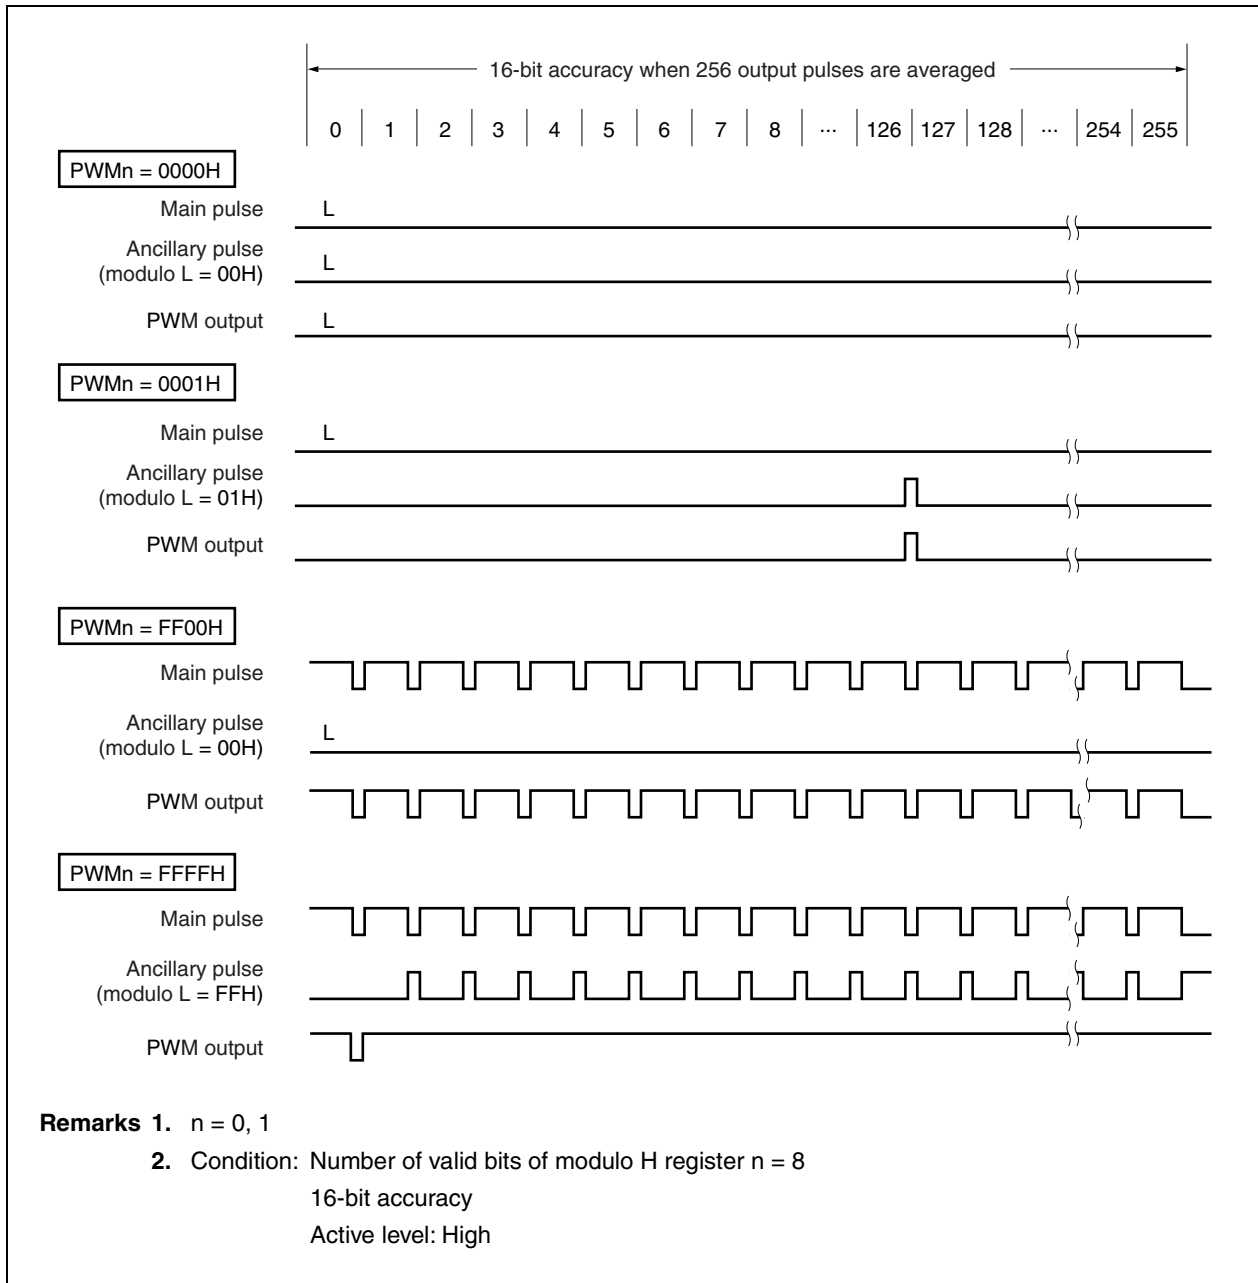 16-bit accuracy when 256 output pulses are averaged
0 1 2 3 4 5 6 7 8 ... 126 127 128 ... 254 255
PWMn = 0000H
Main pulse L
Ancillary pulse
(modulo L = 00H) L
PWM output L
PWMn = 0001H
Main pulse L
Ancillary pulse
(modulo L = 01H)
PWM output
PWMn = FF00H
Main pulse
Ancillary pulse
(modulo L = 00H) L
PWM output
PWMn = FFFFH
Main pulse
Ancillary pulse
(modulo L = FFH)
PWM output
Remarks 1. n = 0, 1
2. Condition: Number of valid bits of modulo H register n = 8
16-bit accuracy
Active level: High